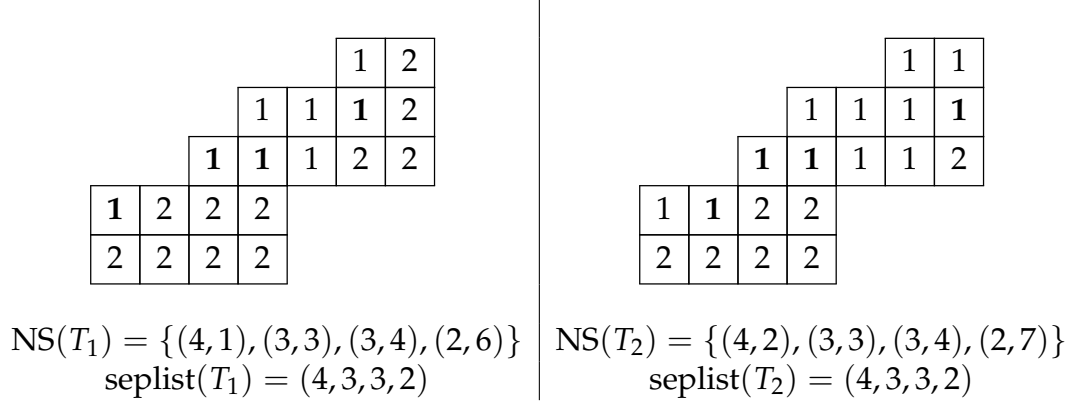 1 2
1 1 1 2
1 1 1 2 2
1 2 2 2
2 2 2 2
NS(T₁) = {(4,1), (3,3), (3,4), (2,6)}
seplist(T₁) = (4,3,3,2)
1 1
1 1 1 1
1 1 1 1 2
1 1 2 2
2 2 2 2
NS(T₂) = {(4,2), (3,3), (3,4), (2,7)}
seplist(T₂) = (4,3,3,2)